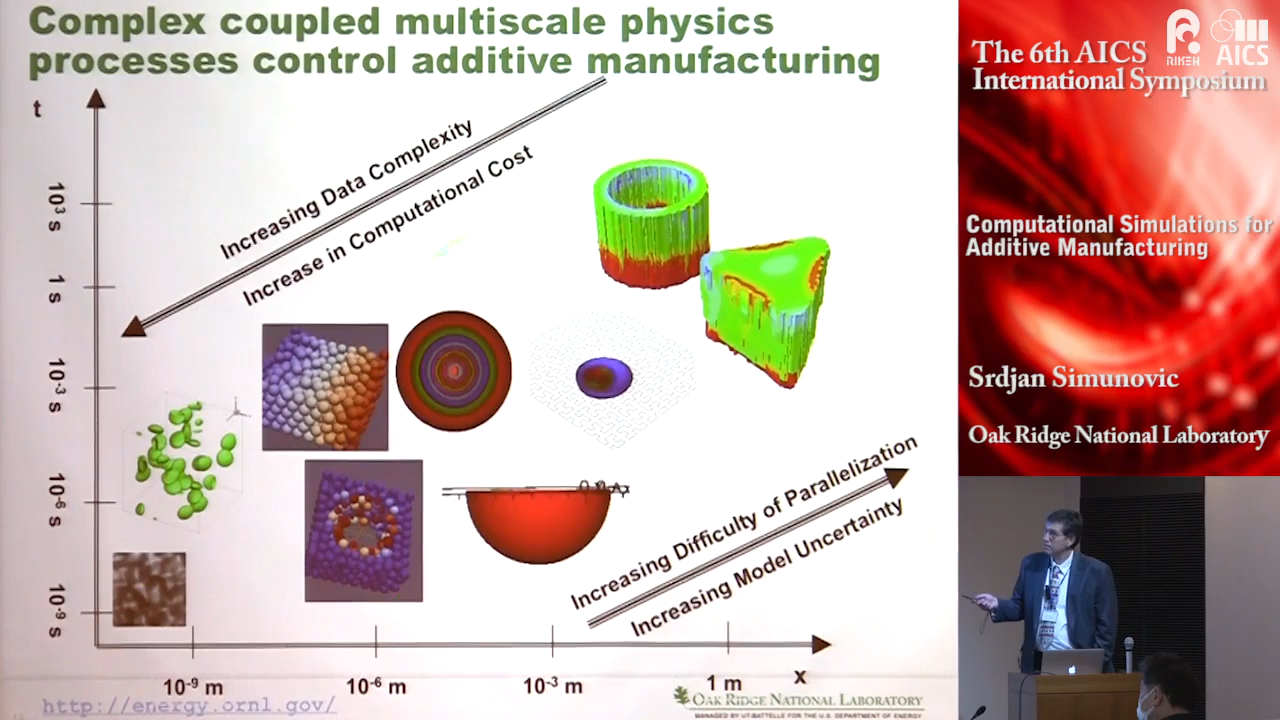 Complex coupled multiscale physics
processes control additive manufacturing
t
10³ s
1 s
10⁻³ s
10⁻⁶ s
10⁻⁹ s
Increasing Data Complexity
Increase in Computational Cost
Increasing Difficulty of Parallelization
Increasing Model Uncertainty
10⁻⁹ m
10⁻⁶ m
10⁻³ m
1 m
x
http://energy.ornl.gov/
OAK RIDGE NATIONAL LABORATORY
MANAGED BY UT-BATTELLE FOR THE U.S. DEPARTMENT OF ENERGY
RIKEN
AICS
The 6th AICS
International Symposium
Computational Simulations for
Additive Manufacturing
Srdjan Simunovic
Oak Ridge National Laboratory